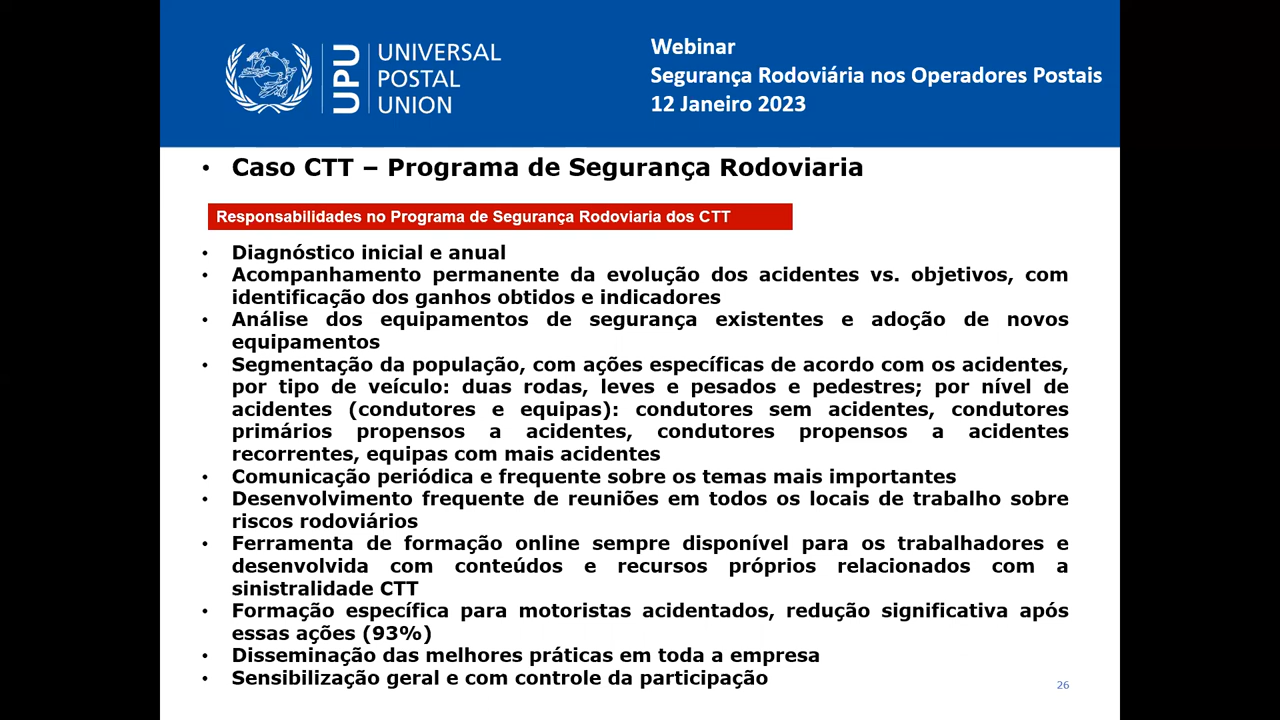 UPU
UNIVERSAL
POSTAL
UNION
Webinar
Segurança Rodoviária nos Operadores Postais
12 Janeiro 2023
• Caso CTT – Programa de Segurança Rodoviaria
Responsabilidades no Programa de Segurança Rodoviaria dos CTT
• Diagnóstico inicial e anual
• Acompanhamento permanente da evolução dos acidentes vs. objetivos, com
identificação dos ganhos obtidos e indicadores
• Análise dos equipamentos de segurança existentes e adoção de novos
equipamentos
• Segmentação da população, com ações específicas de acordo com os acidentes,
por tipo de veículo: duas rodas, leves e pesados e pedestres; por nível de
acidentes (condutores e equipas): condutores sem acidentes, condutores
primários propensos a acidentes, condutores propensos a acidentes
recorrentes, equipas com mais acidentes
• Comunicação periódica e frequente sobre os temas mais importantes
• Desenvolvimento frequente de reuniões em todos os locais de trabalho sobre
riscos rodoviários
• Ferramenta de formação online sempre disponível para os trabalhadores e
desenvolvida com conteúdos e recursos próprios relacionados com a
sinistralidade CTT
• Formação específica para motoristas acidentados, redução significativa após
essas ações (93%)
• Disseminação das melhores práticas em toda a empresa
• Sensibilização geral e com controle da participação
26